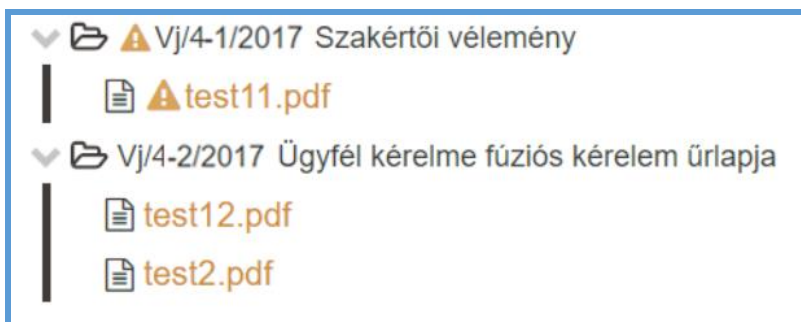 Vj/4-1/2017 Szakértői vélemény
test11.pdf
Vj/4-2/2017 Ügyfél kérelme fúziós kérelem űrlapja
test12.pdf
test2.pdf